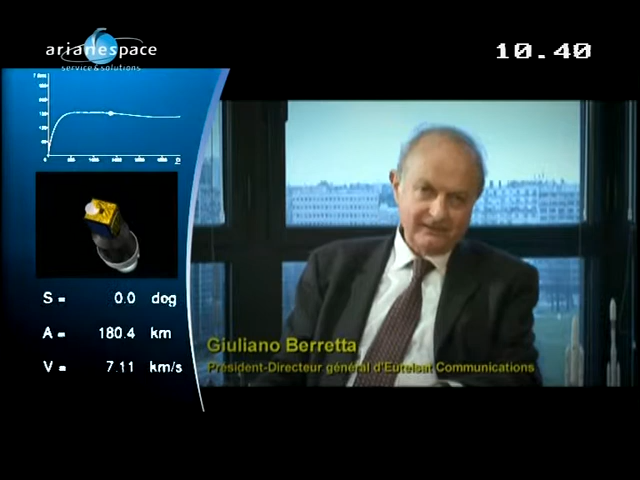 arianespace
service & solutions
10.40
S = 0.0 deg
A = 180.4 km
V = 7.11 km/s
Giuliano Berretta
Président-Directeur général d'Eutelsat Communications